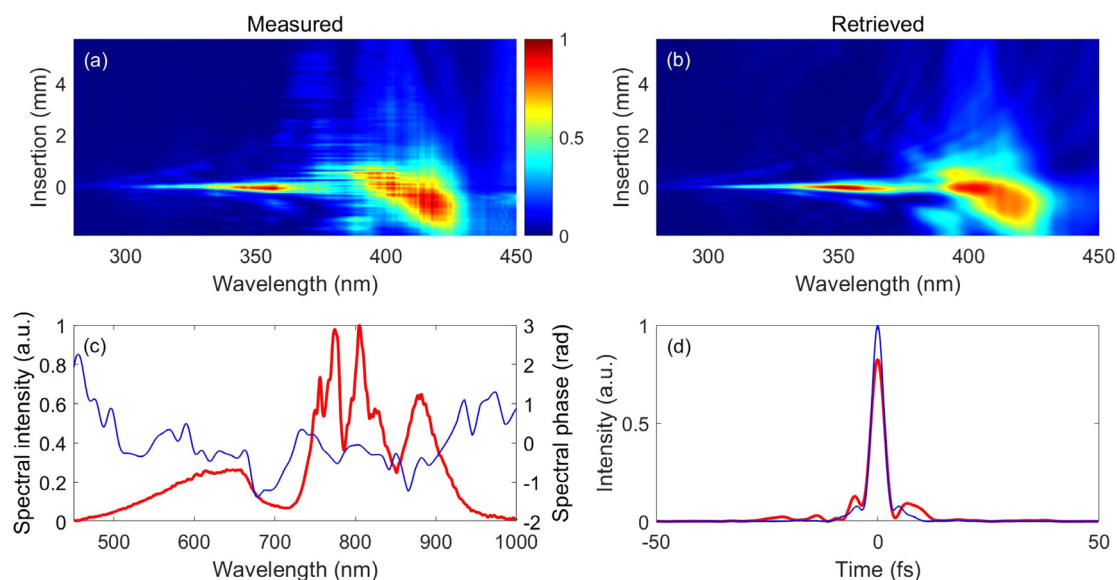 Measured
Retrieved
(a)
(b)
Insertion (mm)
4
2
0
300
350
400
450
Wavelength (nm)
1
0.5
0
Insertion (mm)
4
2
0
300
350
400
450
Wavelength (nm)
(c)
Spectral intensity (a.u.)
1
0.8
0.6
0.4
0.2
0
500
600
700
800
900
1000
Wavelength (nm)
3
2
1
0
-1
-2
Spectral phase (rad)
(d)
Intensity (a.u.)
1
0.5
0
-50
0
50
Time (fs)